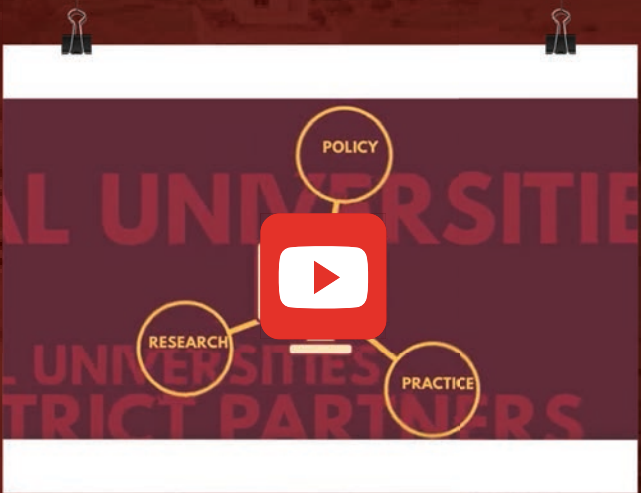 POLICY
AL UNIVERSITIE
RESEARCH
L UNIVERSITIES
PRACTICE
TRICT PARTNERS